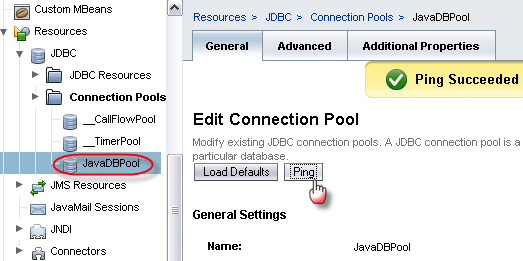 Custom MBeans
Resources
JDBC
JDBC Resources
Connection Pools
__CallFlowPool
__TimerPool
JavaDBPool
JMS Resources
JavaMail Sessions
JNDI
Connectors
Resources > JDBC > Connection Pools > JavaDBPool
General Advanced Additional Properties
Ping Succeeded
Edit Connection Pool
Modify existing JDBC connection pools. A JDBC connection pool is a
particular database.
Load Defaults Ping
General Settings
Name: JavaDBPool